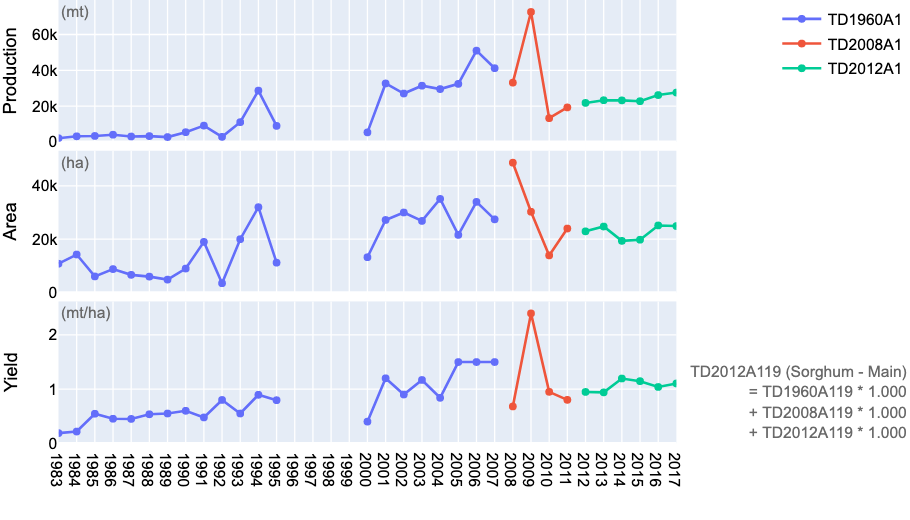 (mt)
Production
60k
40k
20k
0
(ha)
Area
40k
20k
0
(mt/ha)
Yield
2
1
0
1983
1984
1985
1986
1987
1988
1989
1990
1991
1992
1993
1994
1995
1996
1997
1998
1999
2000
2001
2002
2003
2004
2005
2006
2007
2008
2009
2010
2011
2012
2013
2014
2015
2016
2017
TD1960A1
TD2008A1
TD2012A1
TD2012A119 (Sorghum - Main)
= TD1960A119 * 1.000
+ TD2008A119 * 1.000
+ TD2012A119 * 1.000